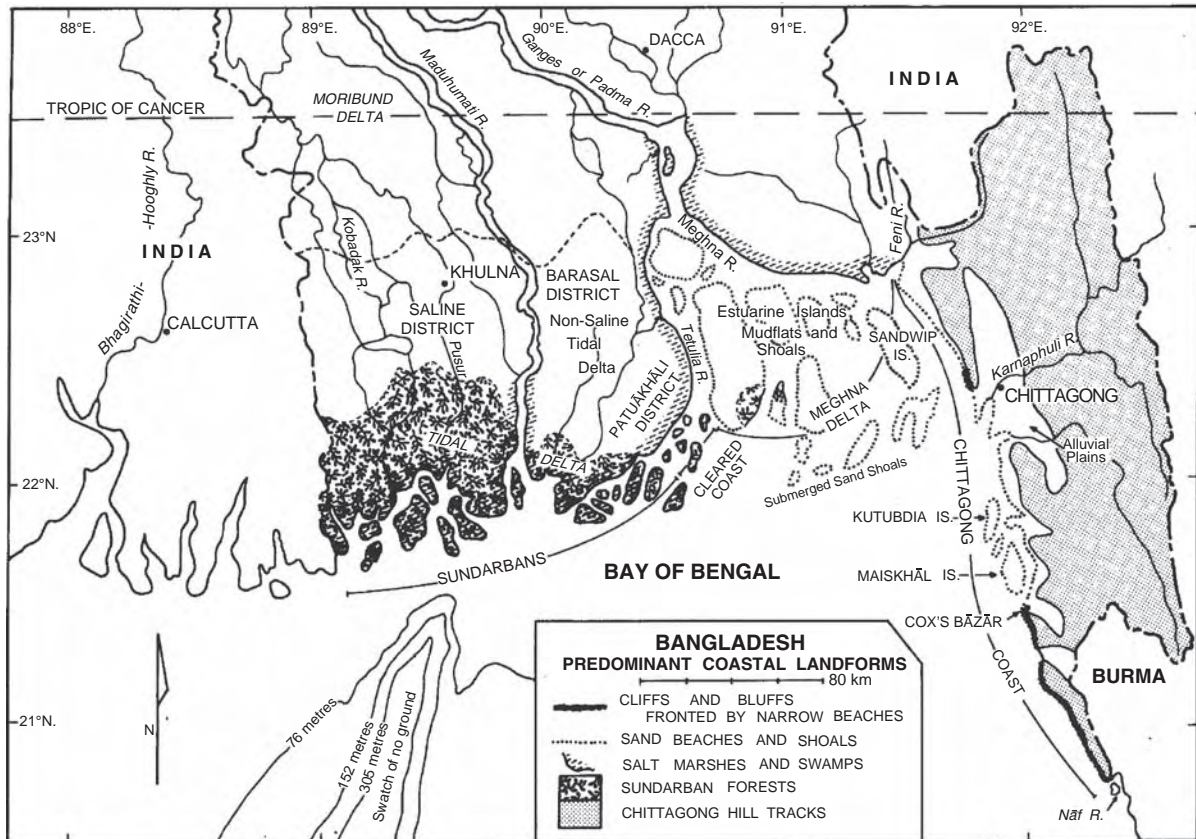 88°E.
89°E.
90°E.
91°E.
92°E.
DACCA
Ganges or Padma R.
Maduhumati R.
INDIA
MORIBUND
DELTA
TROPIC OF CANCER
-Hooghly R.
Bhagirathi-
23°N
INDIA
Kobadak R.
KHULNA
BARASAL
DISTRICT
Meghna R.
Feni R.
CALCUTTA
SALINE
DISTRICT
Pusur
Non-Saline
Tidal
Delta
Tetulia R.
Estuarine Islands
Mudflats and
Shoals
SANDWIP
IS.
Karnaphuli R.
CHITTAGONG
PATUĀKHĀLI
DISTRICT
MEGHNA
DELTA
TIDAL
DELTA
CLEARED
COAST
Alluvial
Plains
22°N.
Submerged Sand Shoals
CHITTAGONG
COAST
KUTUBDIA IS.
SUNDARBANS
BAY OF BENGAL
MAISKHĀL IS.
COX'S BĀZĀR
BURMA
21°N.
N
76 metres
152 metres
305 metres
Swatch of no ground
Nāf R.
BANGLADESH
PREDOMINANT COASTAL LANDFORMS
80 km
CLIFFS AND BLUFFS
FRONTED BY NARROW BEACHES
SAND BEACHES AND SHOALS
SALT MARSHES AND SWAMPS
SUNDARBAN FORESTS
CHITTAGONG HILL TRACKS